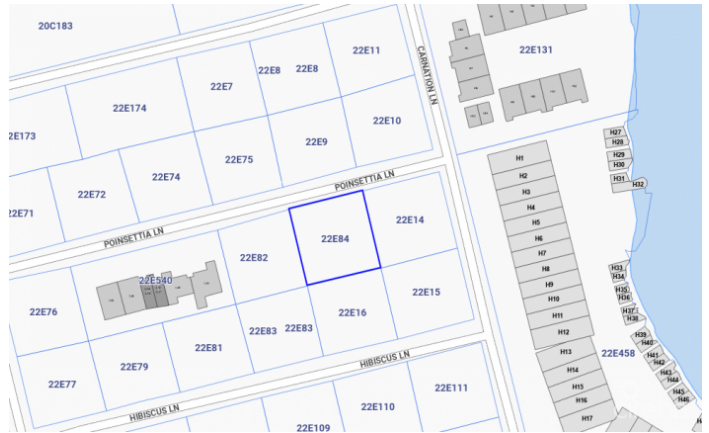 20C183
22E11
22E131
CARNATION LN
22E8
22E8
22E7
22E174
22E10
22E173
22E9
22E75
H27
H28
H1
H29
H30
22E74
H2
H31
H32
22E72
POINSETTIA LN
H3
22E71
H4
22E14
H5
POINSETTIA LN
22E84
H6
H7
22E82
H8
H33
H34
22E540
H9
22E15
H35
H36
H10
22E76
22E16
H11
H37
H38
22E83
22E83
H12
H39
H40
22E81
H13
22E458
H41
H42
22E79
HIBISCUS LN
H14
H43
H44
22E77
22E111
H15
H45
H46
H16
22E110
HIBISCUS LN
H17
22E109